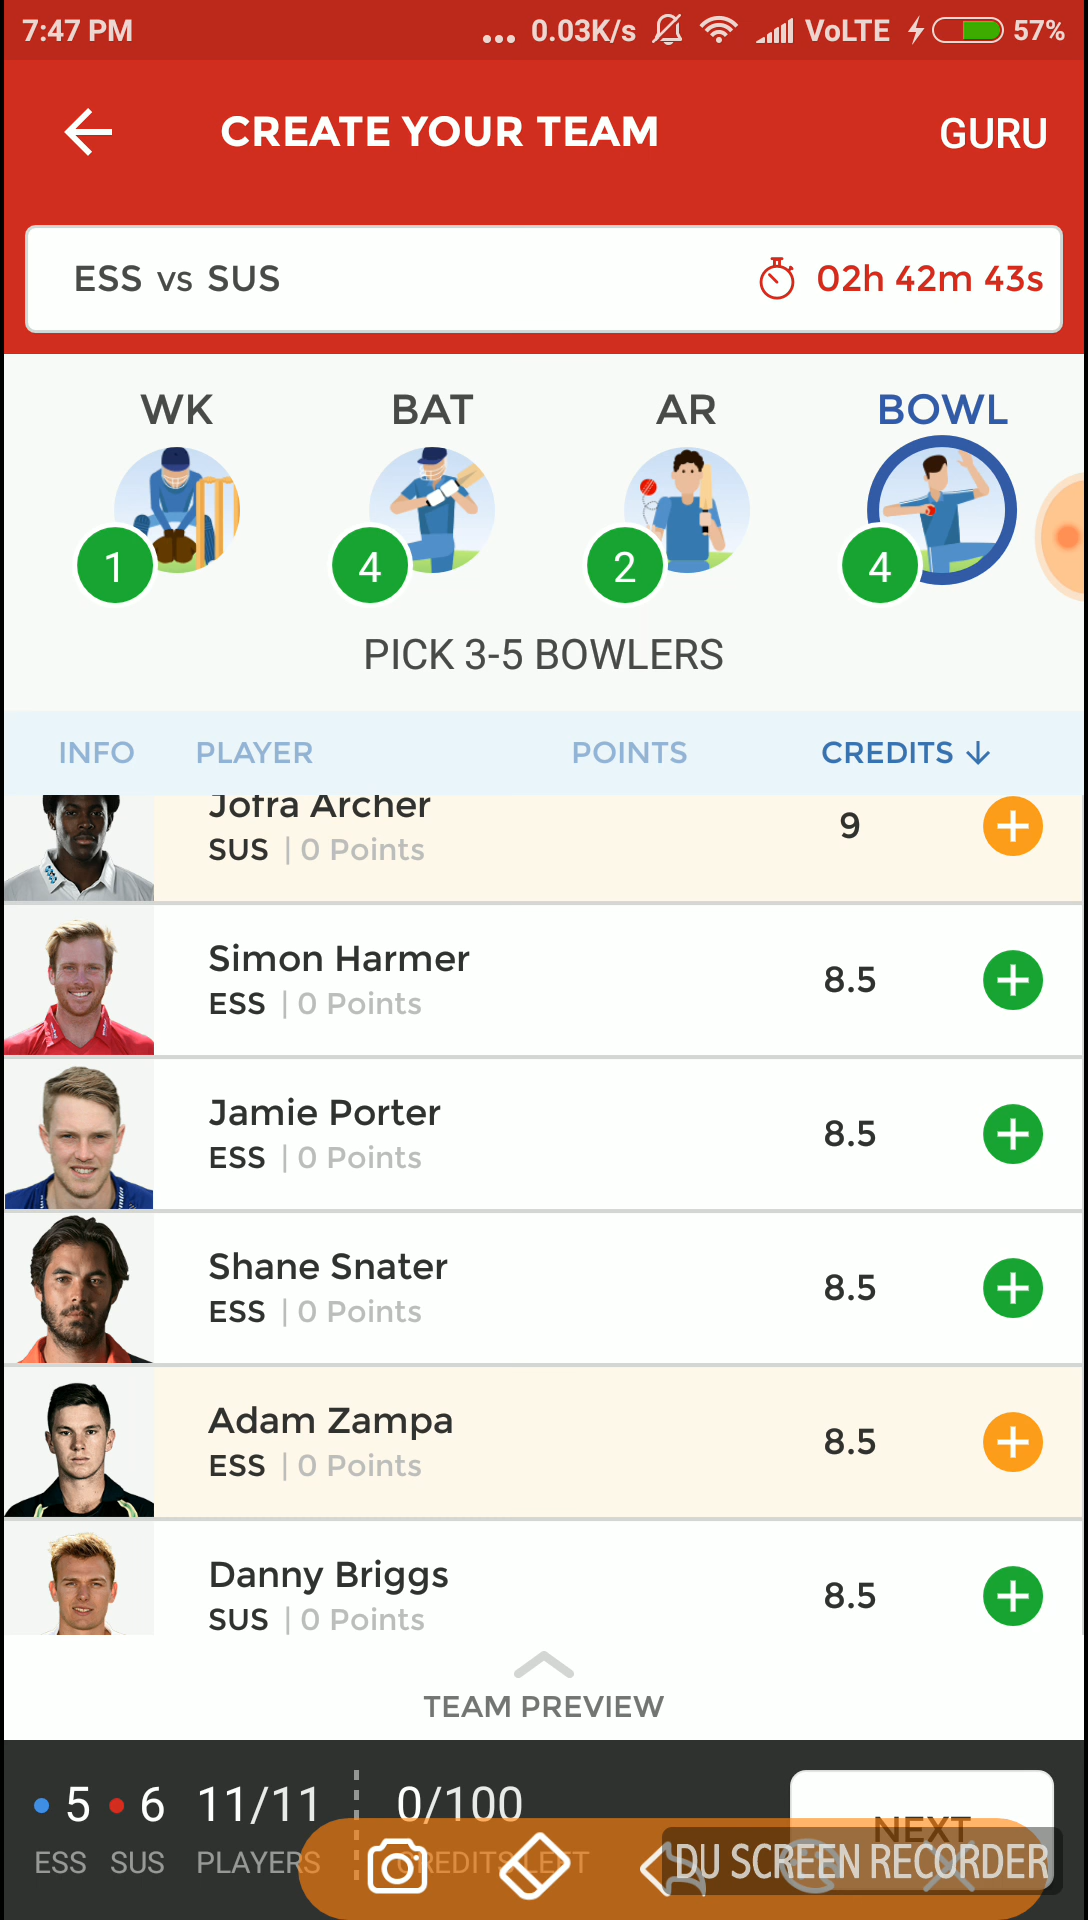 7:47 PM ... 0.03K/s VoLTE 57%
CREATE YOUR TEAM GURU
ESS vs SUS 02h 42m 43s
WK BAT AR BOWL
1 4 2 4
PICK 3-5 BOWLERS
INFO PLAYER POINTS CREDITS
Jofra Archer
SUS | 0 Points 9
Simon Harmer
ESS | 0 Points 8.5
Jamie Porter
ESS | 0 Points 8.5
Shane Snater
ESS | 0 Points 8.5
Adam Zampa
ESS | 0 Points 8.5
Danny Briggs
SUS | 0 Points 8.5
TEAM PREVIEW
5 6 11/11 0/100 NEXT
ESS SUS PLAYERS CREDITS LEFT
DU SCREEN RECORDER